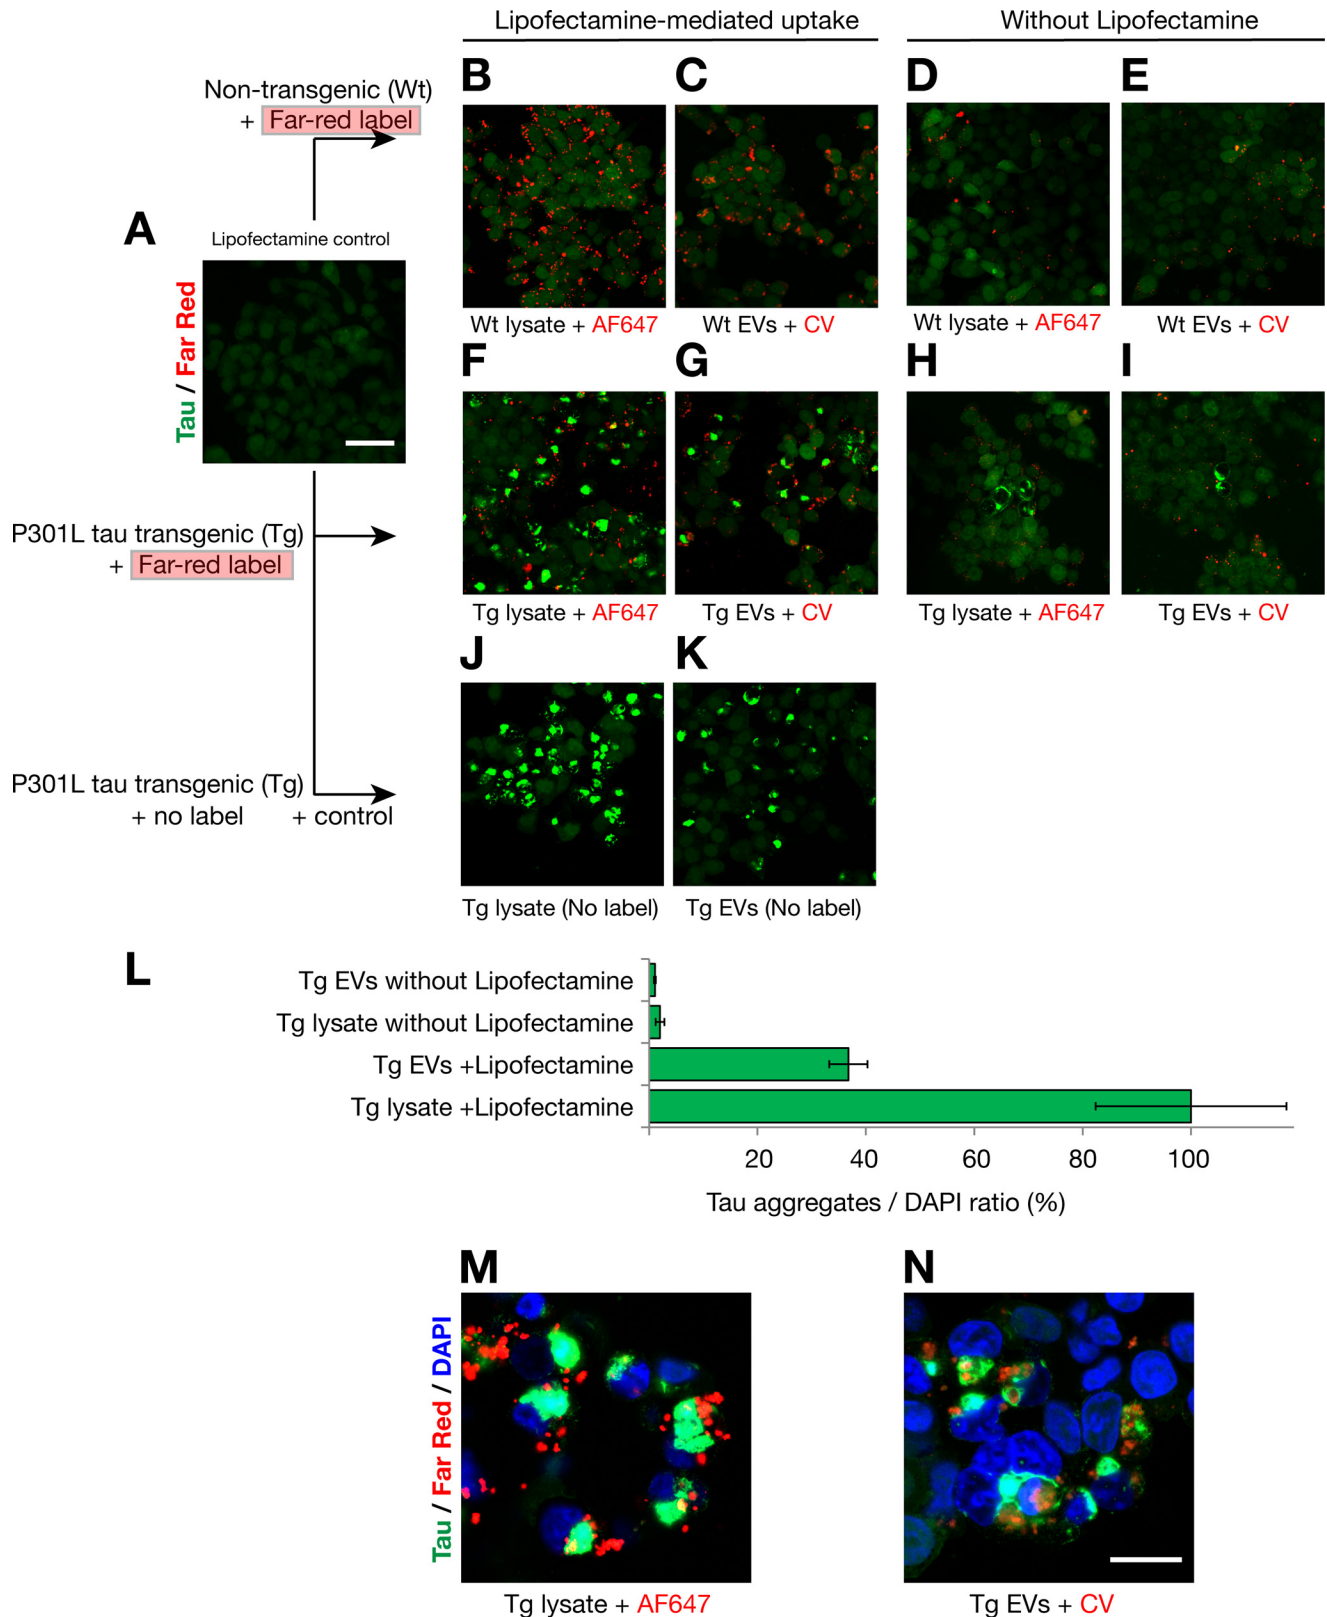 Lipofectamine-mediated uptake
Without Lipofectamine
B
C
D
E
Non-transgenic (Wt)
+ Far-red label
A
Lipofectamine control
Tau / Far Red
Wt lysate + AF647
Wt EVs + CV
Wt lysate + AF647
Wt EVs + CV
F
G
H
I
P301L tau transgenic (Tg)
+ Far-red label
Tg lysate + AF647
Tg EVs + CV
Tg lysate + AF647
Tg EVs + CV
J
K
P301L tau transgenic (Tg)
+ no label
+ control
Tg lysate (No label)
Tg EVs (No label)
L
Tg EVs without Lipofectamine
Tg lysate without Lipofectamine
Tg EVs +Lipofectamine
Tg lysate +Lipofectamine
20
40
60
80
100
Tau aggregates / DAPI ratio (%)
M
N
Tau / Far Red / DAPI
Tg lysate + AF647
Tg EVs + CV